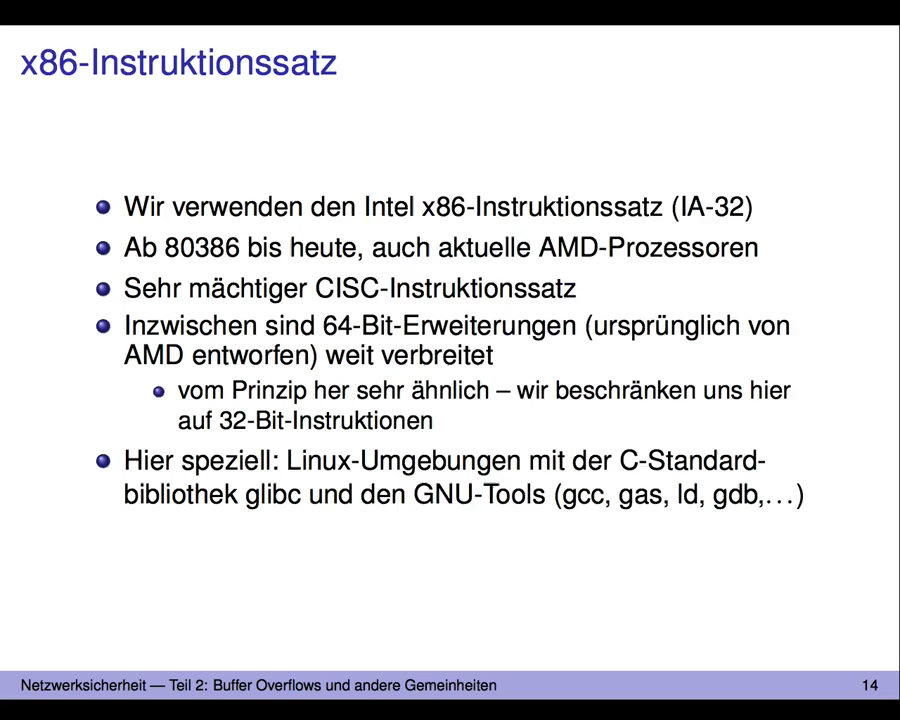 x86-Instruktionssatz
Wir verwenden den Intel x86-Instruktionssatz (IA-32)
Ab 80386 bis heute, auch aktuelle AMD-Prozessoren
Sehr mächtiger CISC-Instruktionssatz
Inzwischen sind 64-Bit-Erweiterungen (ursprünglich von
AMD entworfen) weit verbreitet
vom Prinzip her sehr ähnlich – wir beschränken uns hier
auf 32-Bit-Instruktionen
Hier speziell: Linux-Umgebungen mit der C-Standard-
bibliothek glibc und den GNU-Tools (gcc, gas, ld, gdb,...)
Netzwerksicherheit — Teil 2: Buffer Overflows und andere Gemeinheiten 14